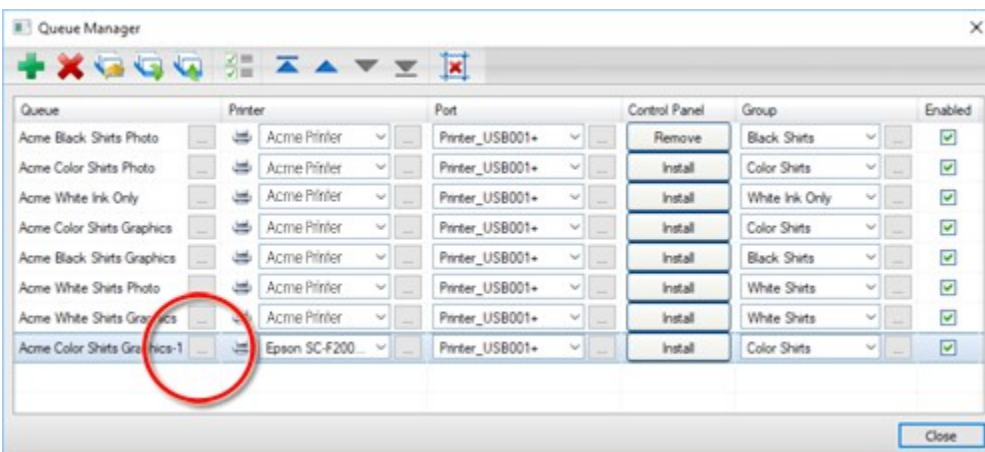 Queue Manager
Queue Printer Port Control Panel Group Enabled
Acme Black Shirts Photo ... Acme Printer ... Printer_USB001+ ... Remove Black Shirts ...
Acme Color Shirts Photo ... Acme Printer ... Printer_USB001+ ... Install Color Shirts ...
Acme White Ink Only ... Acme Printer ... Printer_USB001+ ... Install White Ink Only ...
Acme Color Shirts Graphics ... Acme Printer ... Printer_USB001+ ... Install Color Shirts ...
Acme Black Shirts Graphics ... Acme Printer ... Printer_USB001+ ... Install Black Shirts ...
Acme White Shirts Photo ... Acme Printer ... Printer_USB001+ ... Install White Shirts ...
Acme White Shirts Graphics ... Acme Printer ... Printer_USB001+ ... Install White Shirts ...
Acme Color Shirts Graphics-1 ... Epson SC-F200... ... Printer_USB001+ ... Install Color Shirts ...
Close